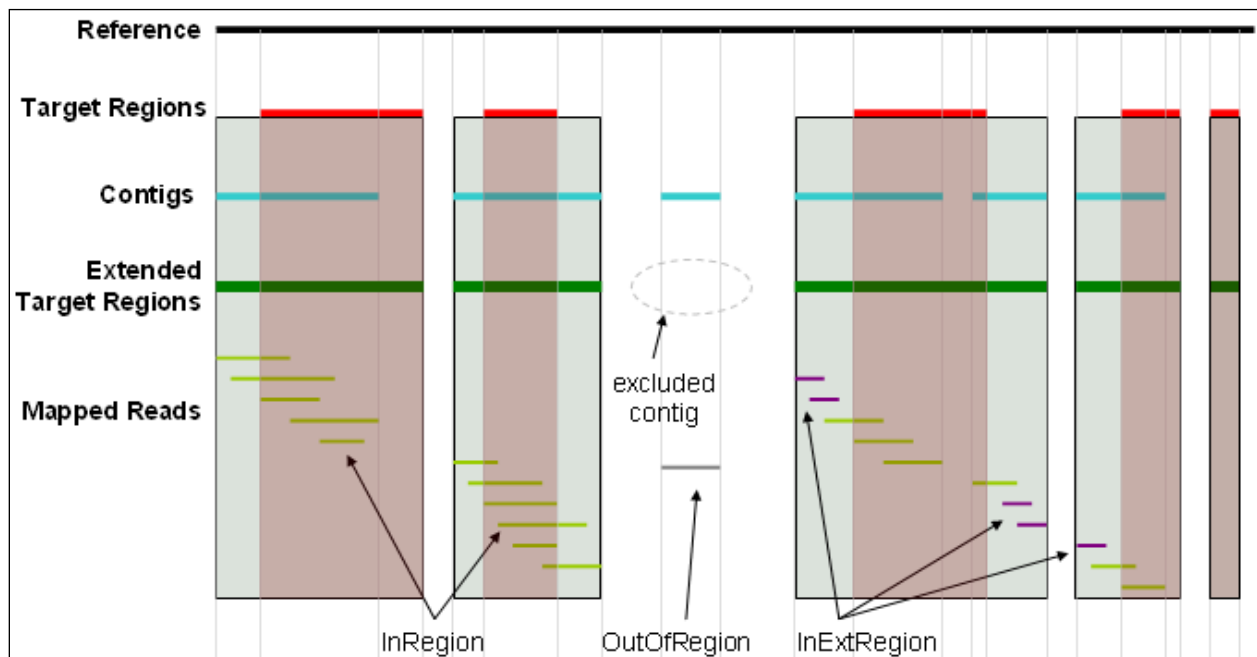 Reference
Target Regions
Contigs
Extended
Target Regions
excluded
contig
Mapped Reads
InRegion
OutOfRegion
InExtRegion